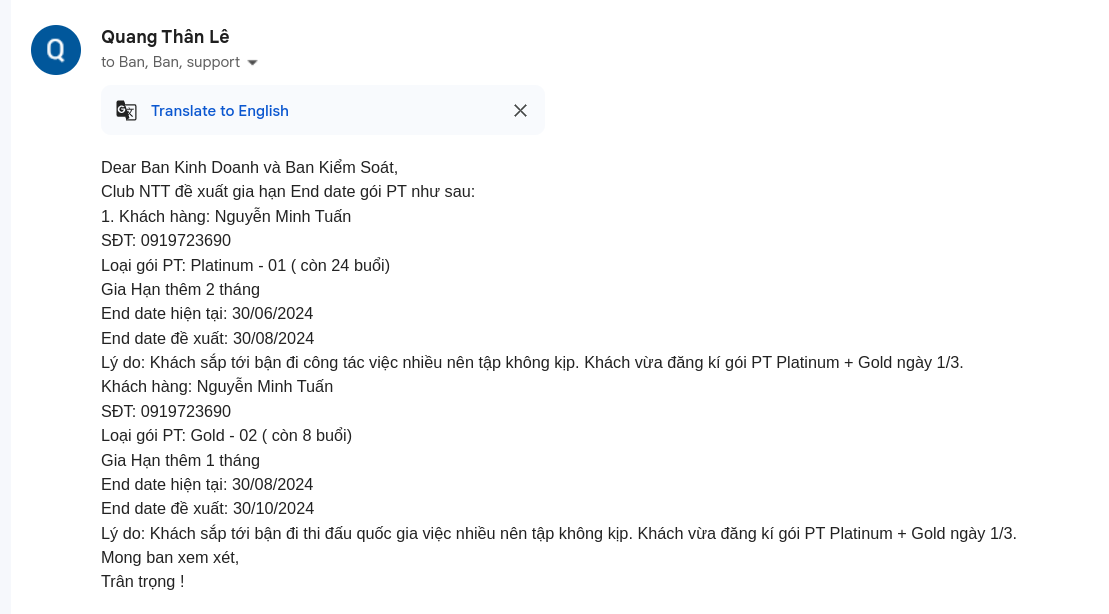 Q
Quang Thân Lê
to Ban, Ban, support
Translate to English
Dear Ban Kinh Doanh và Ban Kiểm Soát,
Club NTT đề xuất gia hạn End date gói PT như sau:
1. Khách hàng: Nguyễn Minh Tuấn
SĐT: 0919723690
Loại gói PT: Platinum - 01 ( còn 24 buổi)
Gia Hạn thêm 2 tháng
End date hiện tại: 30/06/2024
End date đề xuất: 30/08/2024
Lý do: Khách sắp tới bận đi công tác việc nhiều nên tập không kịp. Khách vừa đăng kí gói PT Platinum + Gold ngày 1/3.
Khách hàng: Nguyễn Minh Tuấn
SĐT: 0919723690
Loại gói PT: Gold - 02 ( còn 8 buổi)
Gia Hạn thêm 1 tháng
End date hiện tại: 30/08/2024
End date đề xuất: 30/10/2024
Lý do: Khách sắp tới bận đi thi đấu quốc gia việc nhiều nên tập không kịp. Khách vừa đăng kí gói PT Platinum + Gold ngày 1/3.
Mong ban xem xét,
Trân trọng !